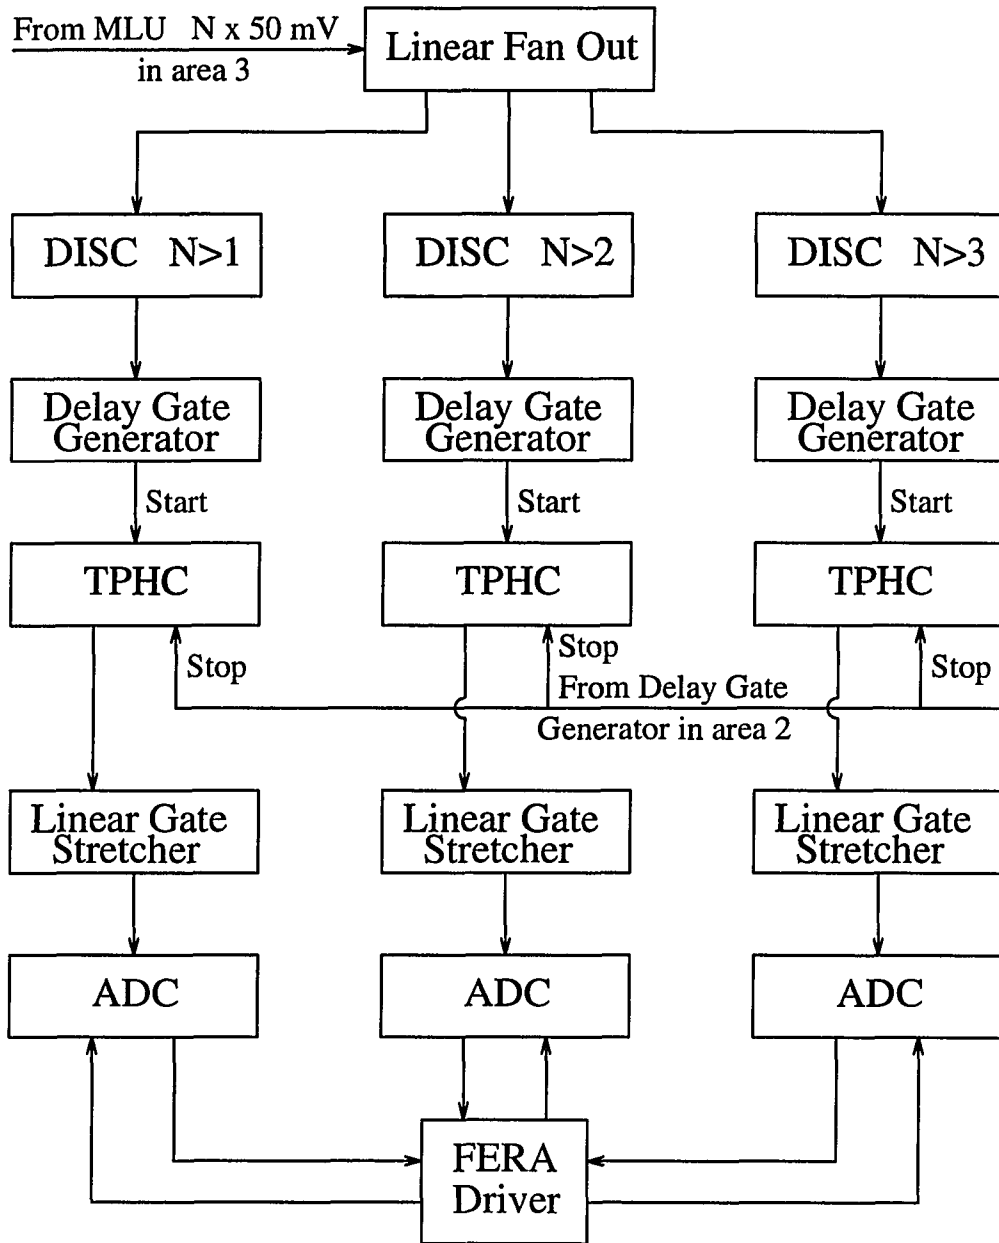 From MLU N x 50 mV
in area 3
Linear Fan Out
DISC N>1
DISC N>2
DISC N>3
Delay Gate
Generator
Delay Gate
Generator
Delay Gate
Generator
Start
Start
Start
TPHC
TPHC
TPHC
Stop
Stop
Stop
From Delay Gate
Generator in area 2
Linear Gate
Stretcher
Linear Gate
Stretcher
Linear Gate
Stretcher
ADC
ADC
ADC
FERA
Driver